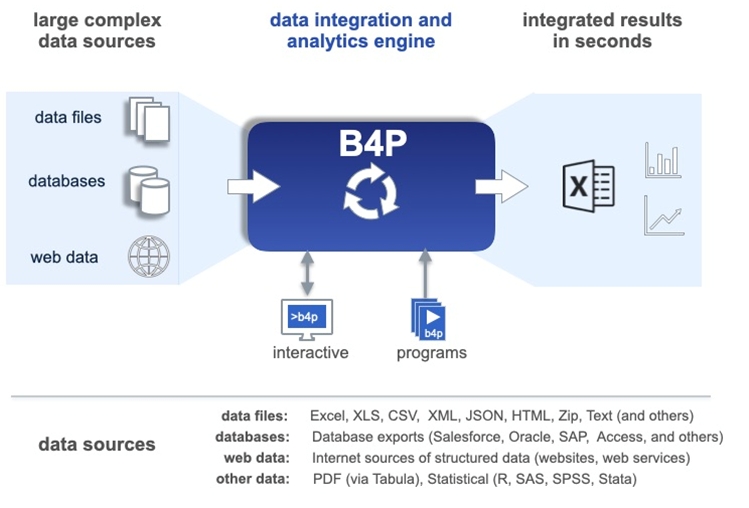 large complex
data sources
data integration and
analytics engine
integrated results
in seconds
data files
databases
web data
B4P
X
>b4p
interactive
b4p
programs
data sources
data files: Excel, XLS, CSV, XML, JSON, HTML, Zip, Text (and others)
databases: Database exports (Salesforce, Oracle, SAP, Access, and others)
web data: Internet sources of structured data (websites, web services)
other data: PDF (via Tabula), Statistical (R, SAS, SPSS, Stata)